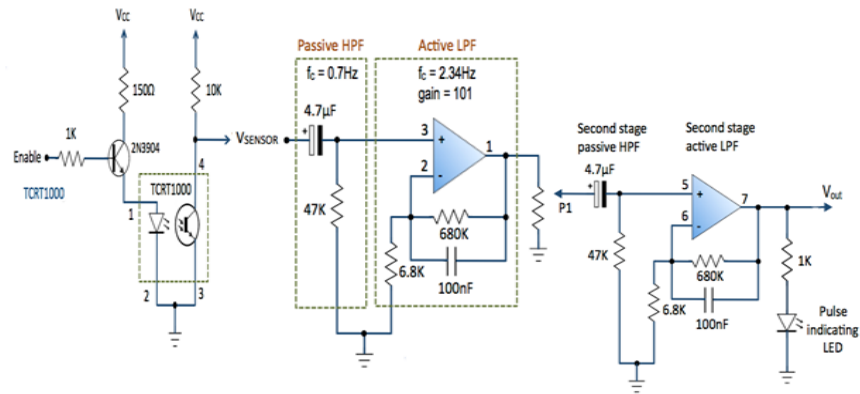 Vcc
Vcc
150Ω
10K
1K
Enable
2N3904
TCRT1000
TCRT1000
1
4
2
3
VSENSOR
Passive HPF
fc = 0.7Hz
4.7µF
+
47K
Active LPF
fc = 2.34Hz
gain = 101
3
+
2
-
1
680K
6.8K
100nF
P1
Second stage
passive HPF
4.7µF
+
47K
Second stage
active LPF
5
+
6
-
7
680K
6.8K
100nF
Vout
1K
Pulse
indicating
LED